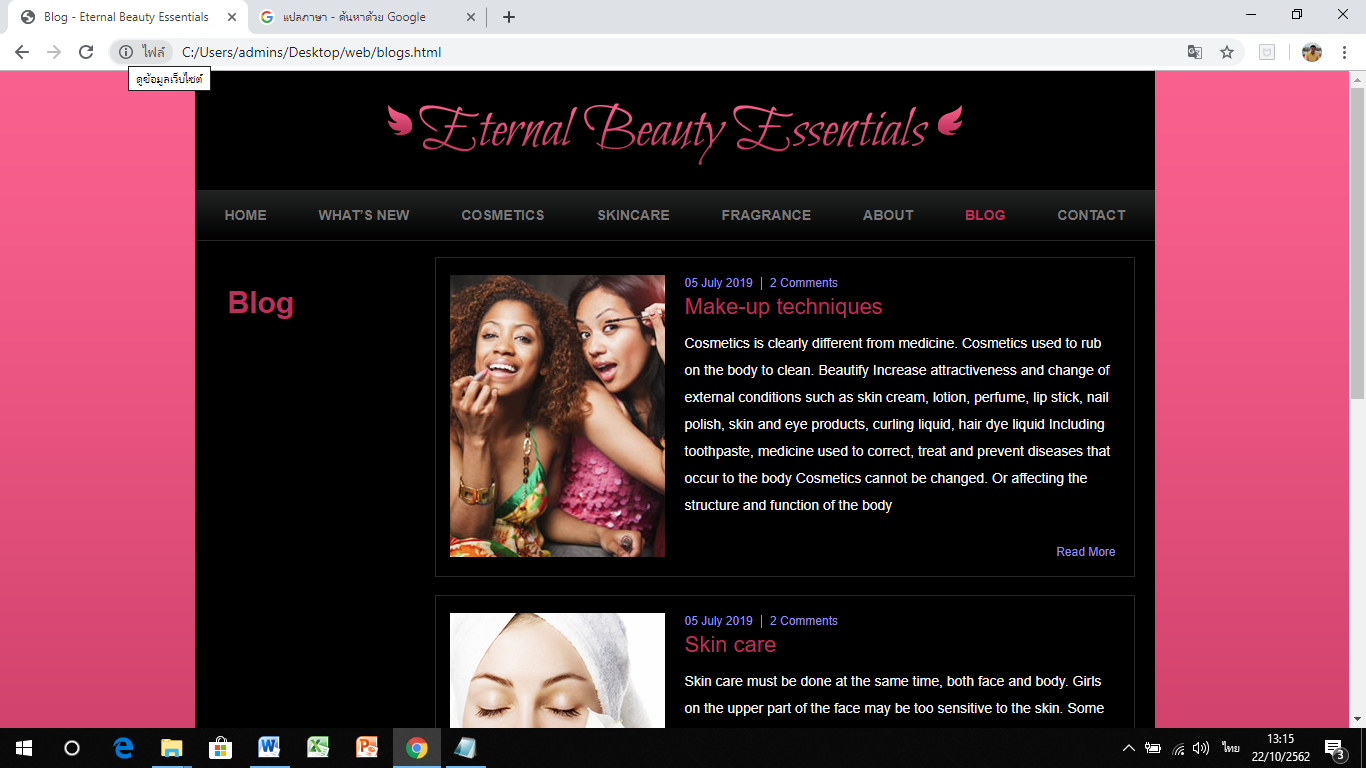 Blog - Eternal Beauty Essentials
แปลภาษา - ค้นหาด้วย Google
ไฟล์
C:/Users/admins/Desktop/web/blogs.html
ดูข้อมูลเว็บไซต์
Eternal Beauty Essentials
HOME WHAT'S NEW COSMETICS SKINCARE FRAGRANCE ABOUT BLOG CONTACT
Blog
05 July 2019 | 2 Comments
Make-up techniques
Cosmetics is clearly different from medicine. Cosmetics used to rub
on the body to clean. Beautify Increase attractiveness and change of
external conditions such as skin cream, lotion, perfume, lip stick, nail
polish, skin and eye products, curling liquid, hair dye liquid Including
toothpaste, medicine used to correct, treat and prevent diseases that
occur to the body Cosmetics cannot be changed. Or affecting the
structure and function of the body
Read More
05 July 2019 | 2 Comments
Skin care
Skin care must be done at the same time, both face and body. Girls
on the upper part of the face may be too sensitive to the skin. Some
ไทย
13:15
22/10/2562
3